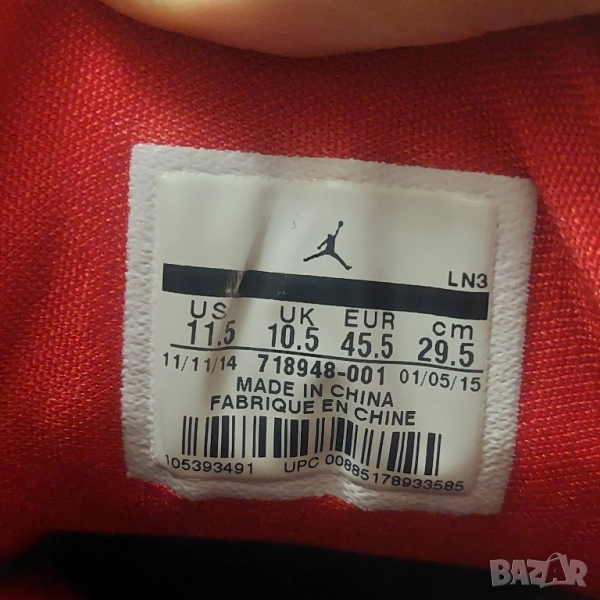 LN3
US UK EUR cm
11.5 10.5 45.5 29.5
11/11/14 718948-001 01/05/15
MADE IN CHINA
FABRIQUE EN CHINE
105393491 UPC 00885178933585
BAZAR